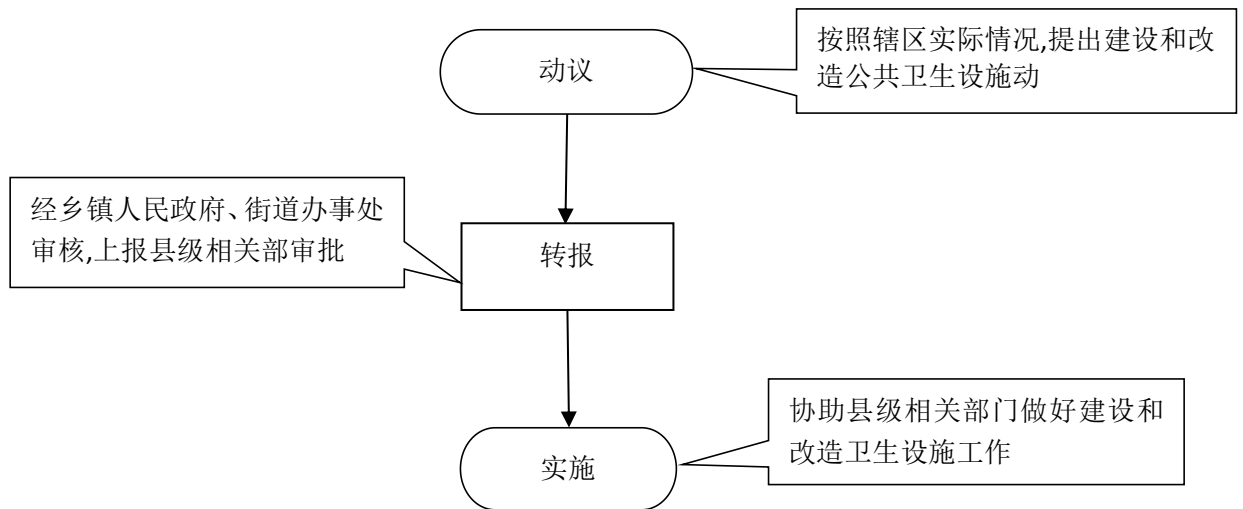 动议
按照辖区实际情况,提出建设和改
造公共卫生设施动
经乡镇人民政府、街道办事处
审核,上报县级相关部审批
转报
协助县级相关部门做好建设和
改造卫生设施工作
实施